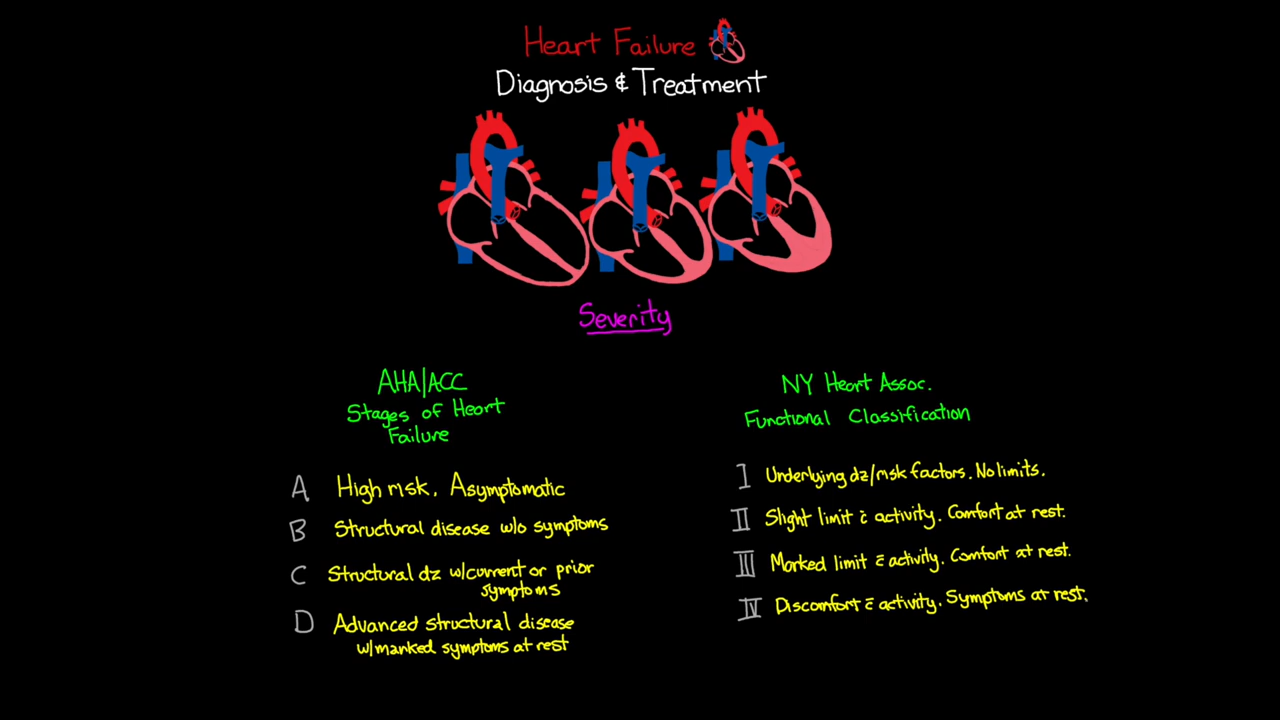 Heart Failure
Diagnosis & Treatment
Severity
AHA/ACC
Stages of Heart
Failure
A High risk. Asymptomatic
B Structural disease w/o symptoms
C Structural dz w/current or prior
symptoms
D Advanced structural disease
w/marked symptoms at rest
NY Heart Assoc.
Functional Classification
I Underlying dz/risk factors. No limits.
II Slight limit c̄ activity. Comfort at rest.
III Marked limit c̄ activity. Comfort at rest.
IV Discomfort c̄ activity. Symptoms at rest.